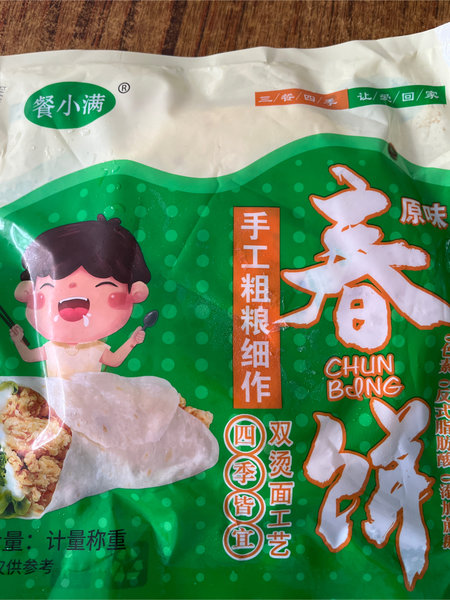 餐小满®
三餐四季 让爱回家
原味
春饼
CHUN
BING
手工粗粮细作
双烫面工艺
四季皆宜
量：计量称重
仅供参考